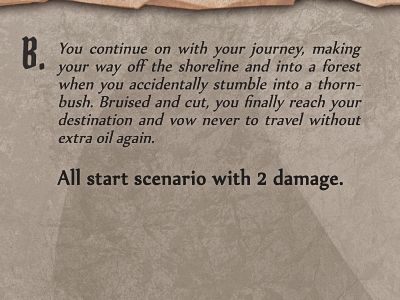 B. You continue on with your journey, making
your way off the shoreline and into a forest
when you accidentally stumble into a thorn-
bush. Bruised and cut, you finally reach your
destination and vow never to travel without
extra oil again.
All start scenario with 2 damage.